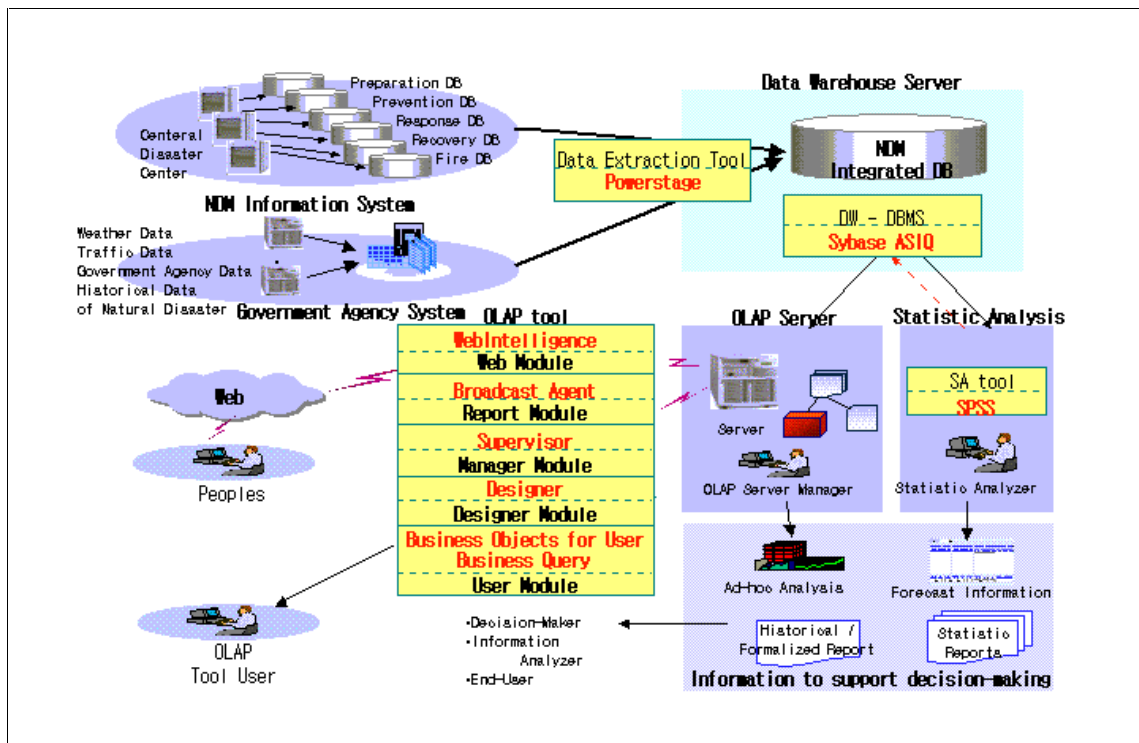 Preparation DB
Prevention DB
Response DB
Recovery DB
Fire DB
Centeral
Disaster
Center
NDM Information System
Data Warehouse Server
NDM
Integrated DB
Data Extraction Tool
Powerstage
DW - DBMS
Sybase ASIQ
Weather Data
Traffic Data
Government Agency Data
Historical Data
of Natural Disaster
Government Agency System
OLAP tool
WebIntelligence
Web Module
Broadcast Agent
Report Module
Supervisor
Manager Module
Designer
Designer Module
Business Objects for User
Business Query
User Module
Web
Peoples
OLAP
Tool User
OLAP Server
Server
OLAP Server Manager
Statistic Analysis
SA tool
SPSS
Statistic Analyzer
Ad-hoc Analysis
Forecast Information
Historical /
Formalized Report
Statistic
Reports
Information to support decision-making
•Decision-Maker
•Information
Analyzer
•End-User